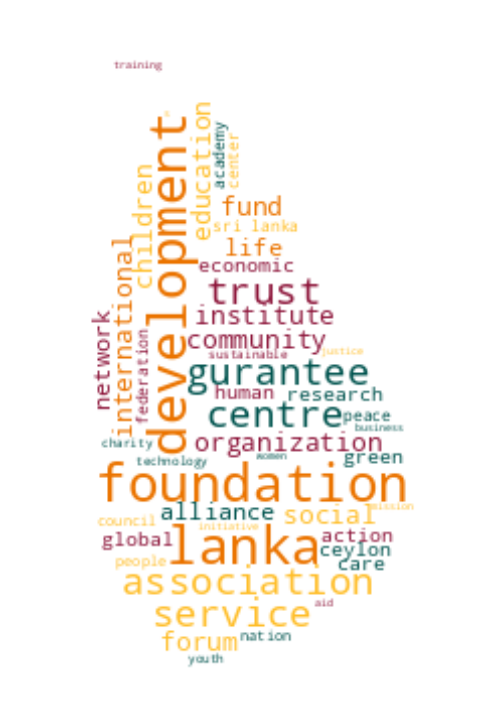 training
development
education
academy
center
children
fund
sri lanka
life
international
economic
trust
network
institute
federation
community
sustainable
justice
gurantee
human
research
centre
peace
business
charity
organization
technology
women
green
foundation
alliance
social
mission
council
initiative
global
lanka
action
ceylon
people
care
association
service
aid
forum
nation
youth